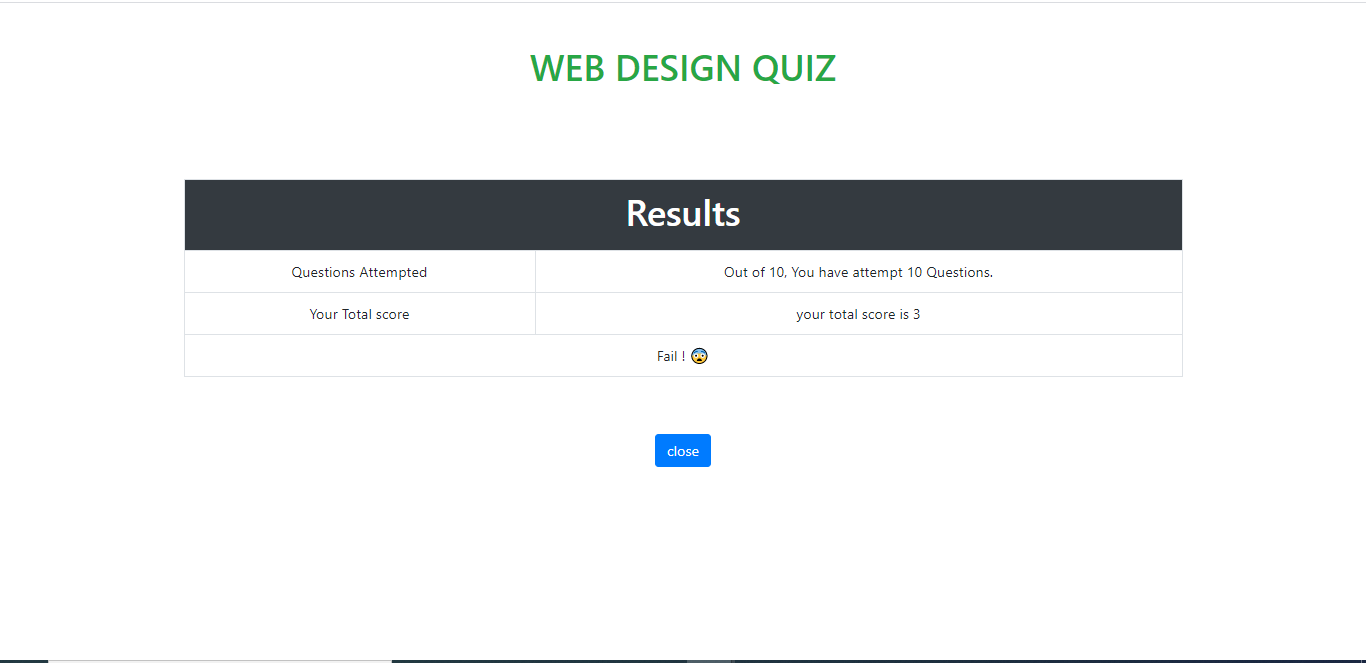 WEB DESIGN QUIZ
Results
Questions Attempted
Out of 10, You have attempt 10 Questions.
Your Total score
your total score is 3
Fail ! 😨
close